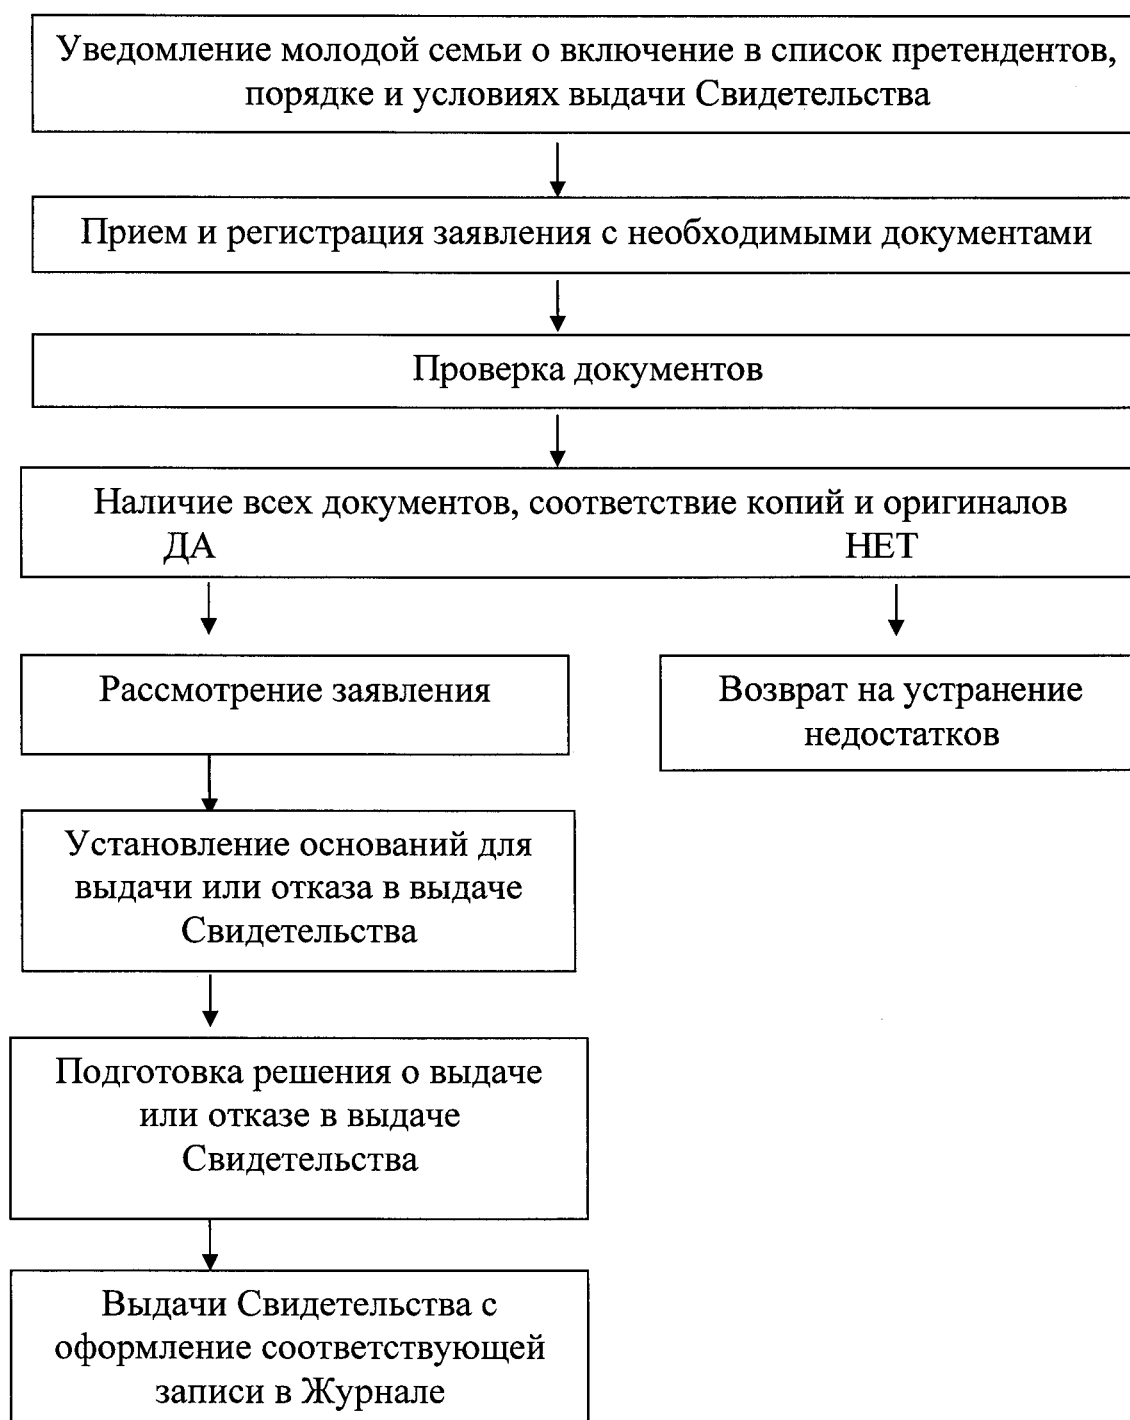 Уведомление молодой семьи о включение в список претендентов,
порядке и условиях выдачи Свидетельства
Прием и регистрация заявления с необходимыми документами
Проверка документов
Наличие всех документов, соответствие копий и оригиналов
ДА НЕТ
Рассмотрение заявления
Возврат на устранение
недостатков
Установление оснований для
выдачи или отказа в выдаче
Свидетельства
Подготовка решения о выдаче
или отказе в выдаче
Свидетельства
Выдачи Свидетельства с
оформление соответствующей
записи в Журнале